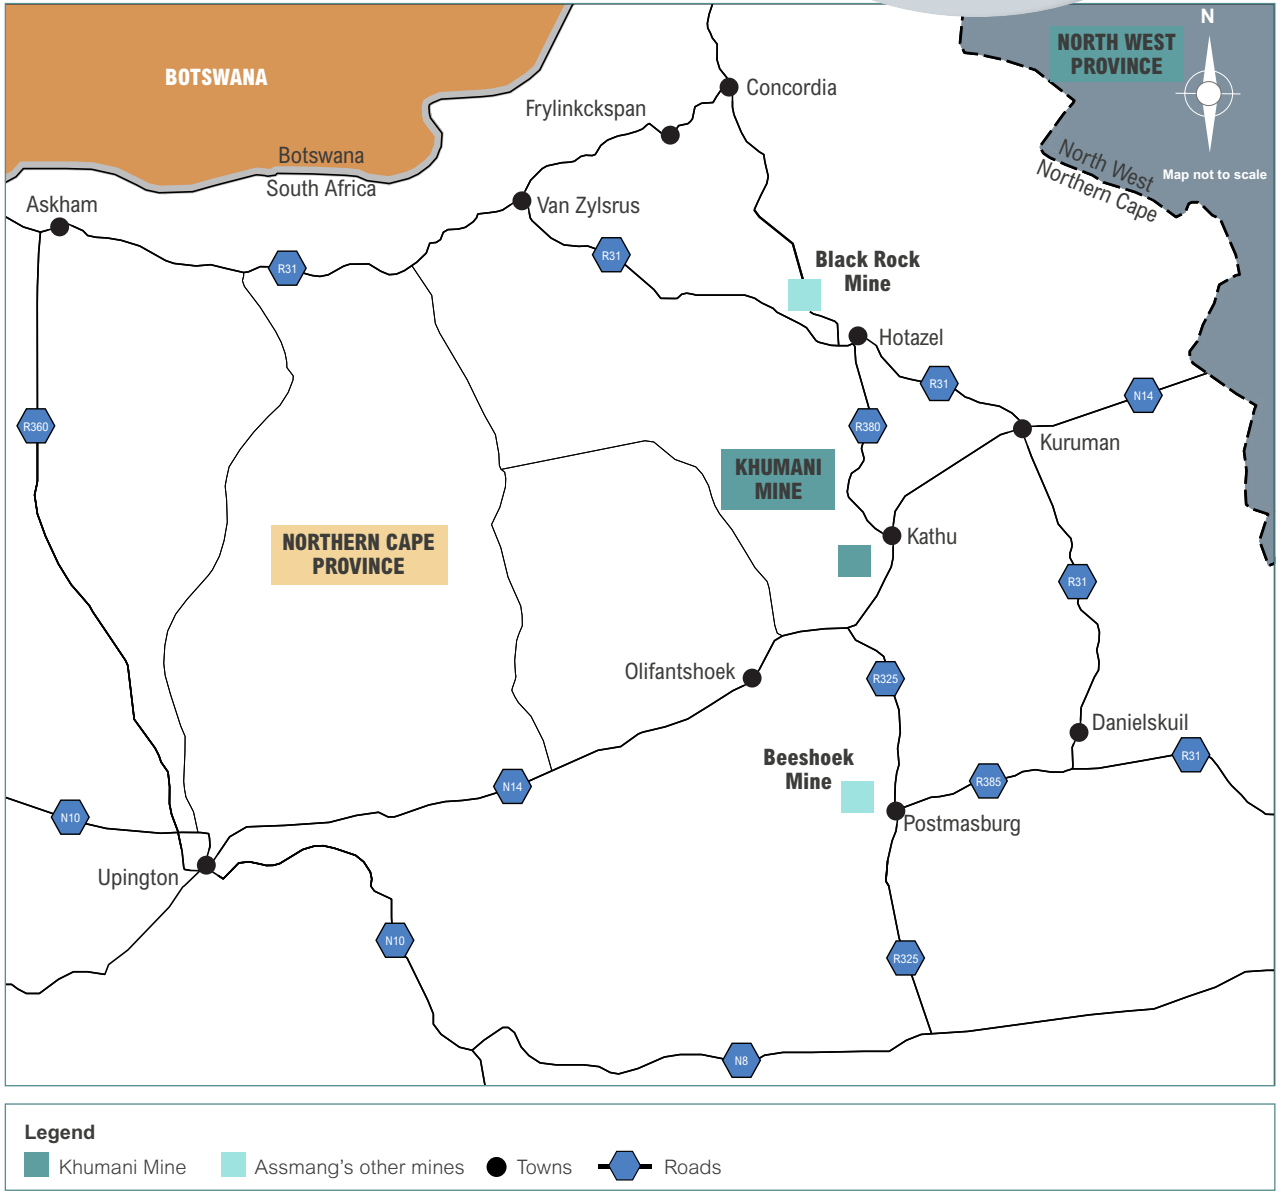 N
NORTH WEST
PROVINCE
BOTSWANA
Concordia
Frylinkckspan
Botswana
South Africa
North West
Northern Cape
Map not to scale
Askham
Van Zylsrus
R31
R31
Black Rock
Mine
Hotazel
R31
N14
R360
R380
Kuruman
KHUMANI
MINE
Kathu
NORTHERN CAPE
PROVINCE
R31
Olifantshoek
R325
Danielskuil
Beeshoek
Mine
R31
R385
N14
N10
Postmasburg
Upington
N10
R325
N8
Legend
Khumani Mine
Assmang's other mines
Towns
Roads